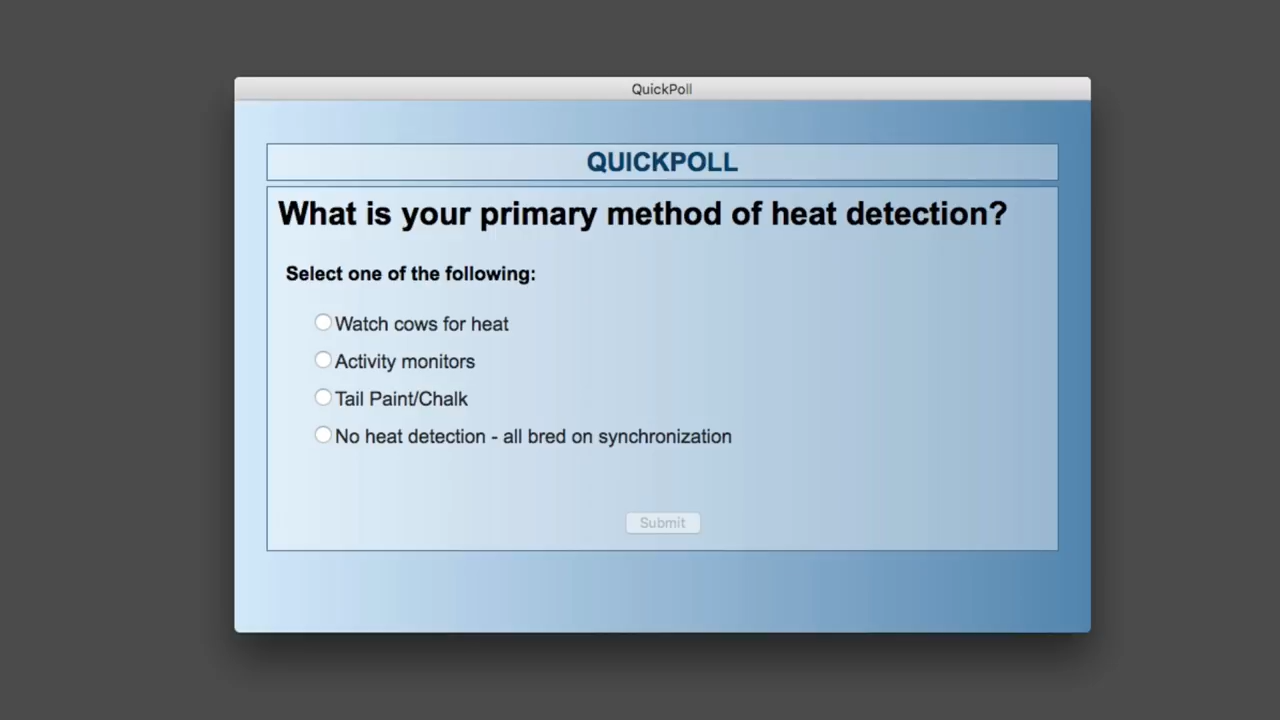 QuickPoll
QUICKPOLL
What is your primary method of heat detection?
Select one of the following:
Watch cows for heat
Activity monitors
Tail Paint/Chalk
No heat detection - all bred on synchronization
Submit